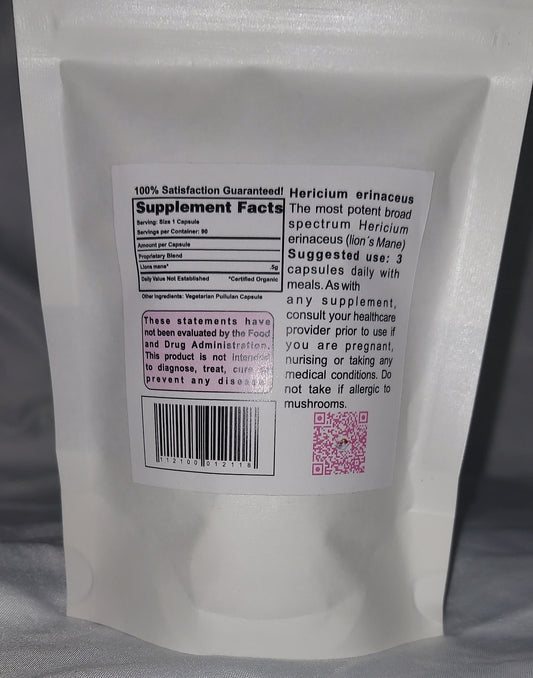 100% Satisfaction Guaranteed!
Supplement Facts
Serving: Size 1 Capsule
Servings per Container: 90
Amount per Capsule
Proprietary Blend
Lions mane* .5g
Daily Value Not Established *Certified Organic
Other Ingredients: Vegetarian Pullulan Capsule
These statements have
not been evaluated by the Food
and Drug Administration.
This product is not intended
to diagnose, treat, cure or
prevent any disease.
112100 012118
Hericium erinaceus
The most potent broad
spectrum Hericium
erinaceus (lion's Mane)
Suggested use: 3
capsules daily with
meals. As with
any supplement,
consult your healthcare
provider prior to use if
you are pregnant,
nurising or taking any
medical conditions. Do
not take if allergic to
mushrooms.